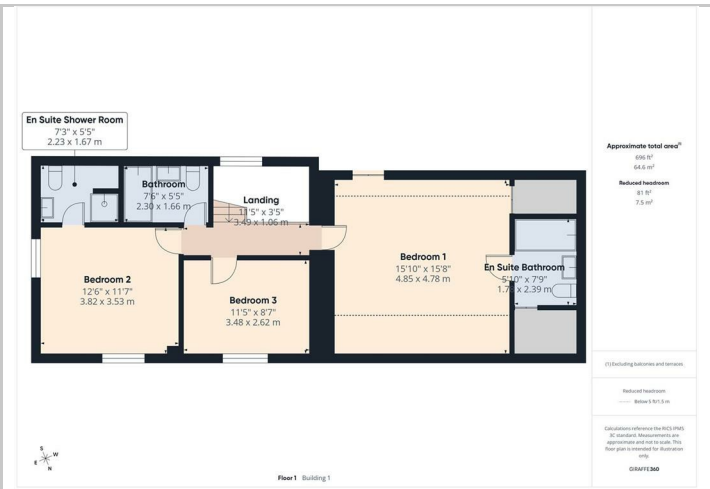 En Suite Shower Room
7'3" x 5'5"
2.23 x 1.67 m
Bathroom
7'6" x 5'5"
2.30 x 1.66 m
Landing
11'5" x 3'5"
3.49 x 1.06 m
Bedroom 1
15'10" x 15'8"
4.85 x 4.78 m
En Suite Bathroom
5'10" x 7'9"
x 2.39 m
Bedroom 2
12'6" x 11'7"
3.82 x 3.53 m
Bedroom 3
11'5" x 8'7"
3.48 x 2.62 m
S
W
E
N
Floor 1 Building 1
Approximate total area(1)
696 ft²
64.6 m²
Reduced headroom
81 ft²
7.5 m²
(1) Excluding balconies and terraces
Reduced headroom
Below 5 ft/1.5 m
Calculations reference the RICS IPMS
3C standard. Measurements are
approximate and not to scale. This
floor plan is intended for illustration
only.
GIRAFFE360